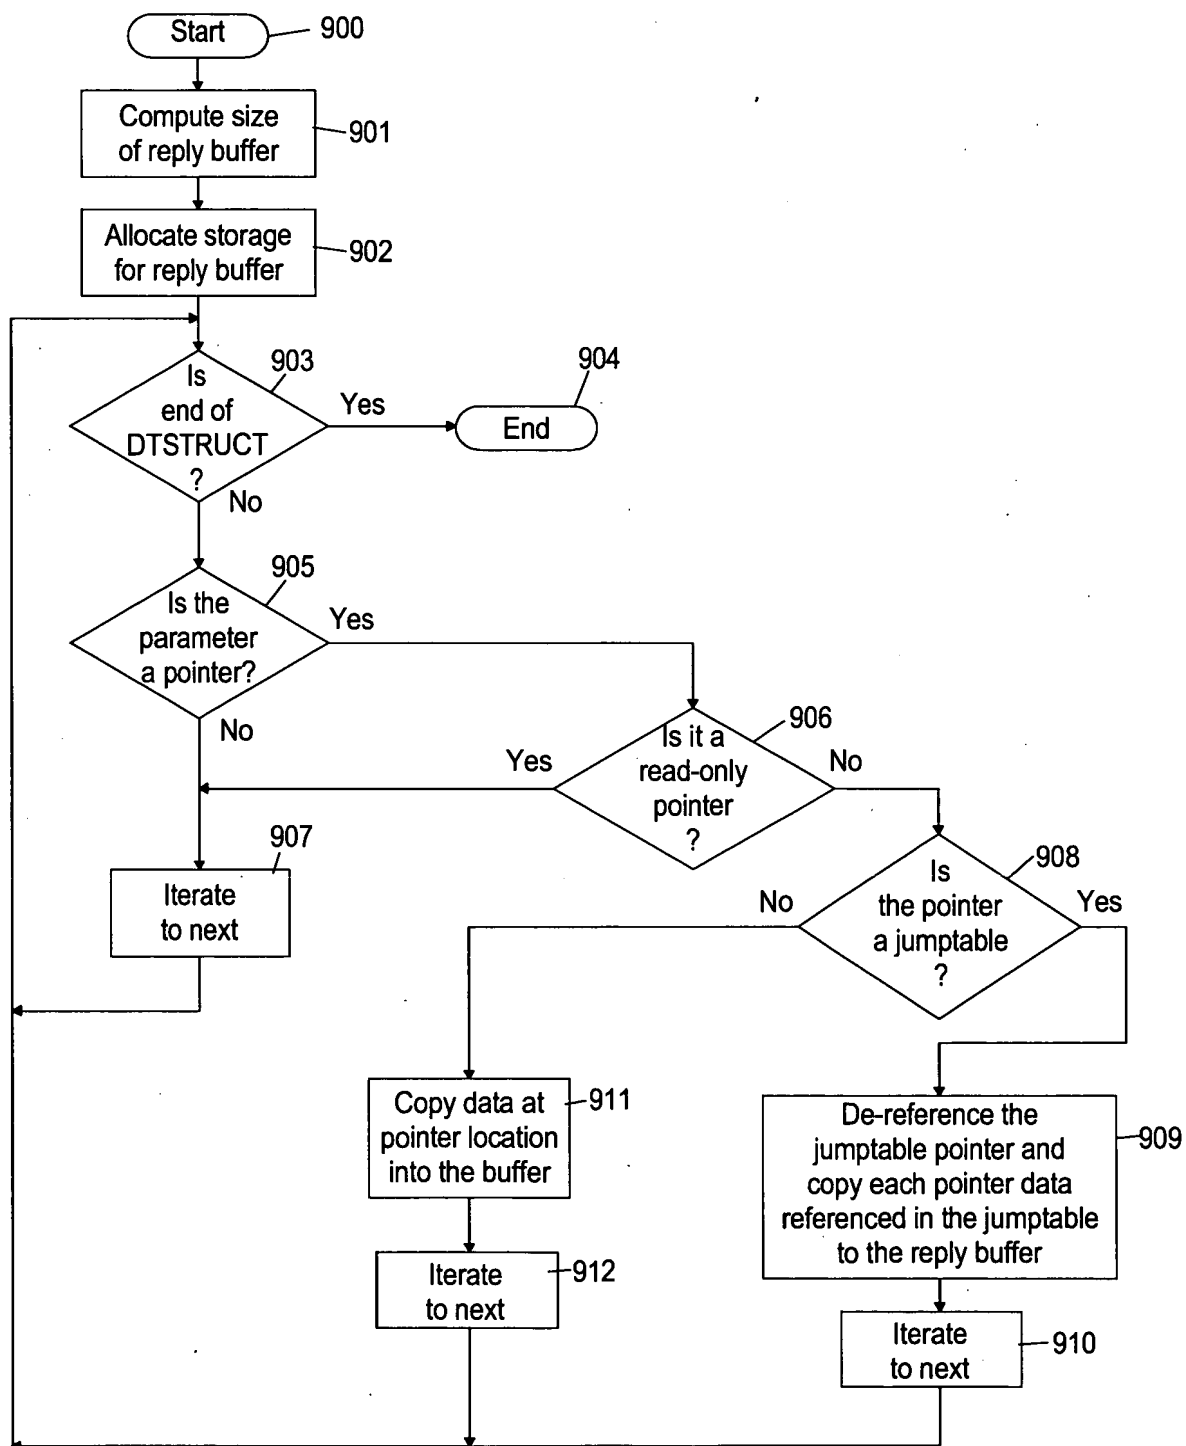 Start
900
Compute size
of reply buffer
901
Allocate storage
for reply buffer
902
Is
end of
DTSTRUCT
?
903
Yes
End
904
No
Is the
parameter
a pointer?
905
Yes
No
Is it a
read-only
pointer
?
906
Yes
No
Iterate
to next
907
Is
the pointer
a jumptable
?
908
No
Yes
Copy data at
pointer location
into the buffer
911
De-reference the
jumptable pointer and
copy each pointer data
referenced in the jumptable
to the reply buffer
909
Iterate
to next
912
Iterate
to next
910